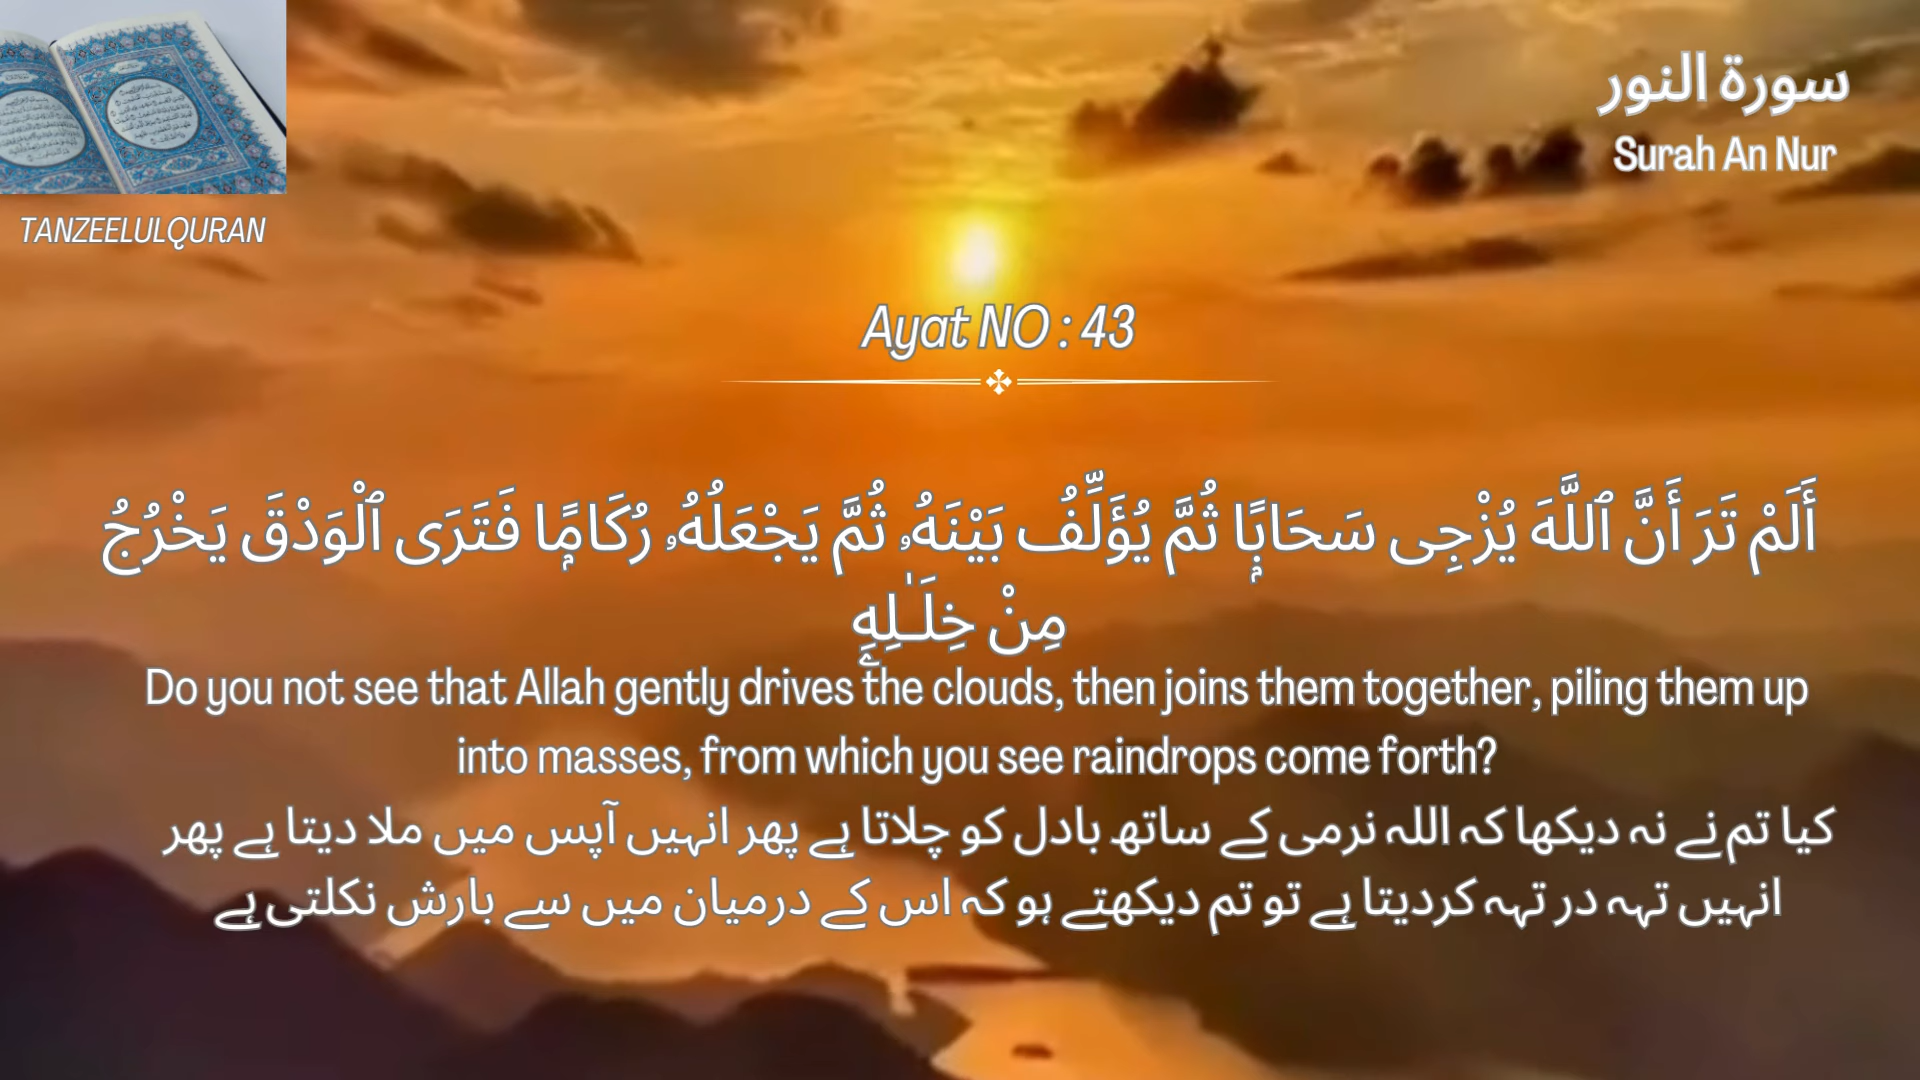 سورة النور
Surah An Nur
TANZEELULQURAN
Ayat NO : 43
أَلَمْ تَرَ أَنَّ ٱللَّهَ يُزْجِى سَحَابًۭا ثُمَّ يُؤَلِّفُ بَيْنَهُۥ ثُمَّ يَجْعَلُهُۥ رُكَامًۭا فَتَرَى ٱلْوَدْقَ يَخْرُجُ
مِنْ خِلَـٰلِهِۦ
Do you not see that Allah gently drives the clouds, then joins them together, piling them up
into masses, from which you see raindrops come forth?
کیا تم نے نہ دیکھا کہ اللہ نرمی کے ساتھ بادل کو چلاتا ہے پھر انہیں آپس میں ملا دیتا ہے پھر
انہیں تہہ در تہہ کردیتا ہے تو تم دیکھتے ہو کہ اس کے درمیان میں سے بارش نکلتی ہے